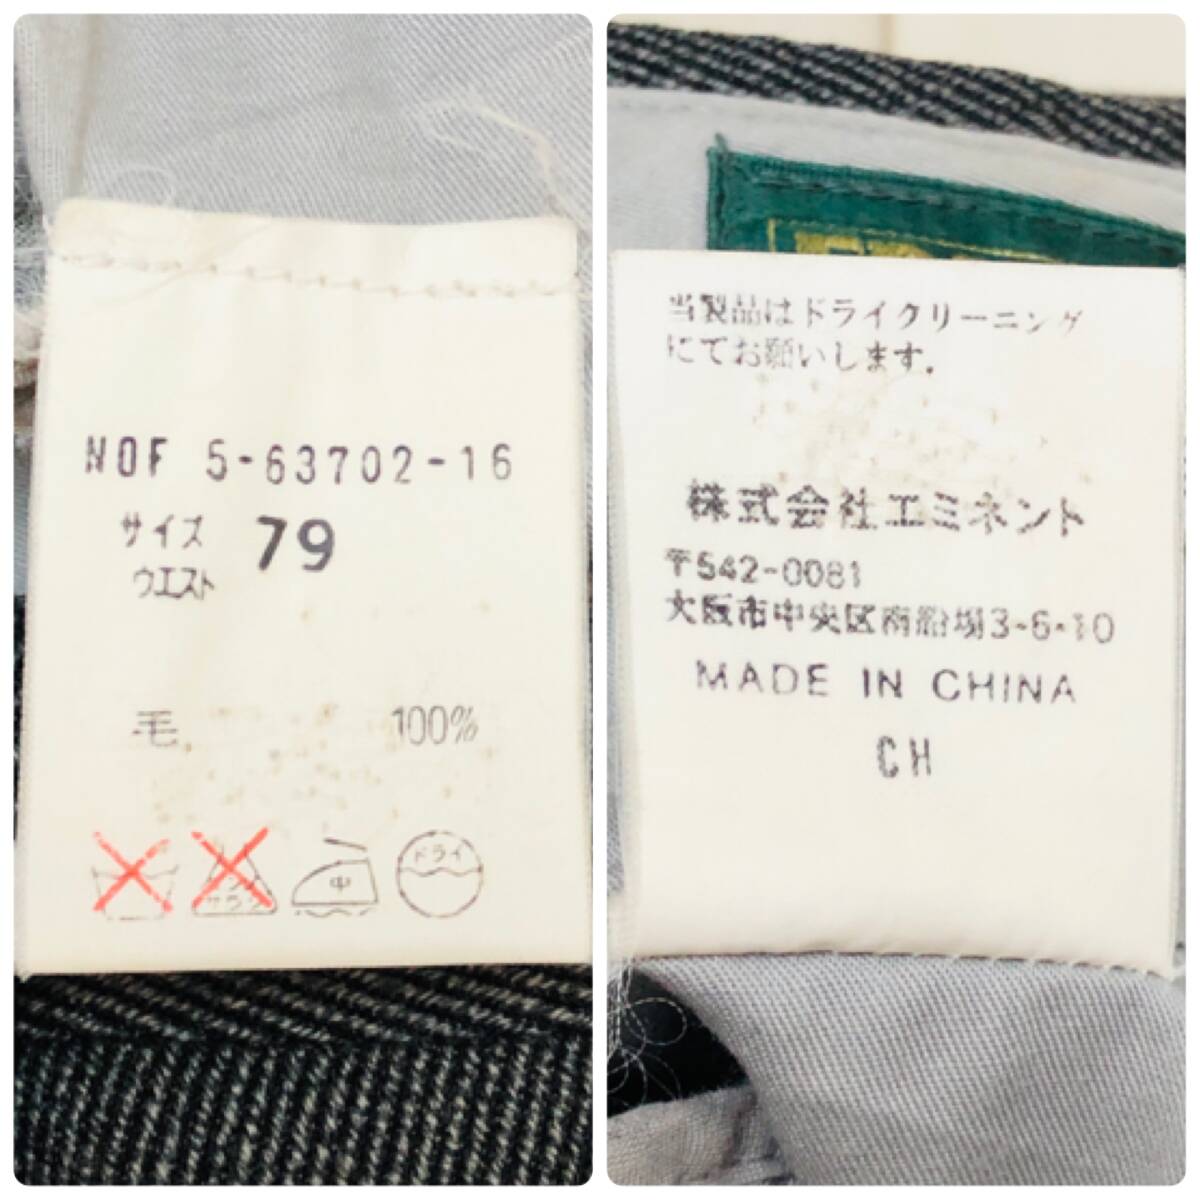 NOF 5-63702-16
サイズ 79
ウエスト
毛 100%
中
ドライ
当製品はドライクリーニング
にてお願いします.
株式会社エミネント
〒542-0081
大阪市中央区南船場3-6-10
MADE IN CHINA
CH